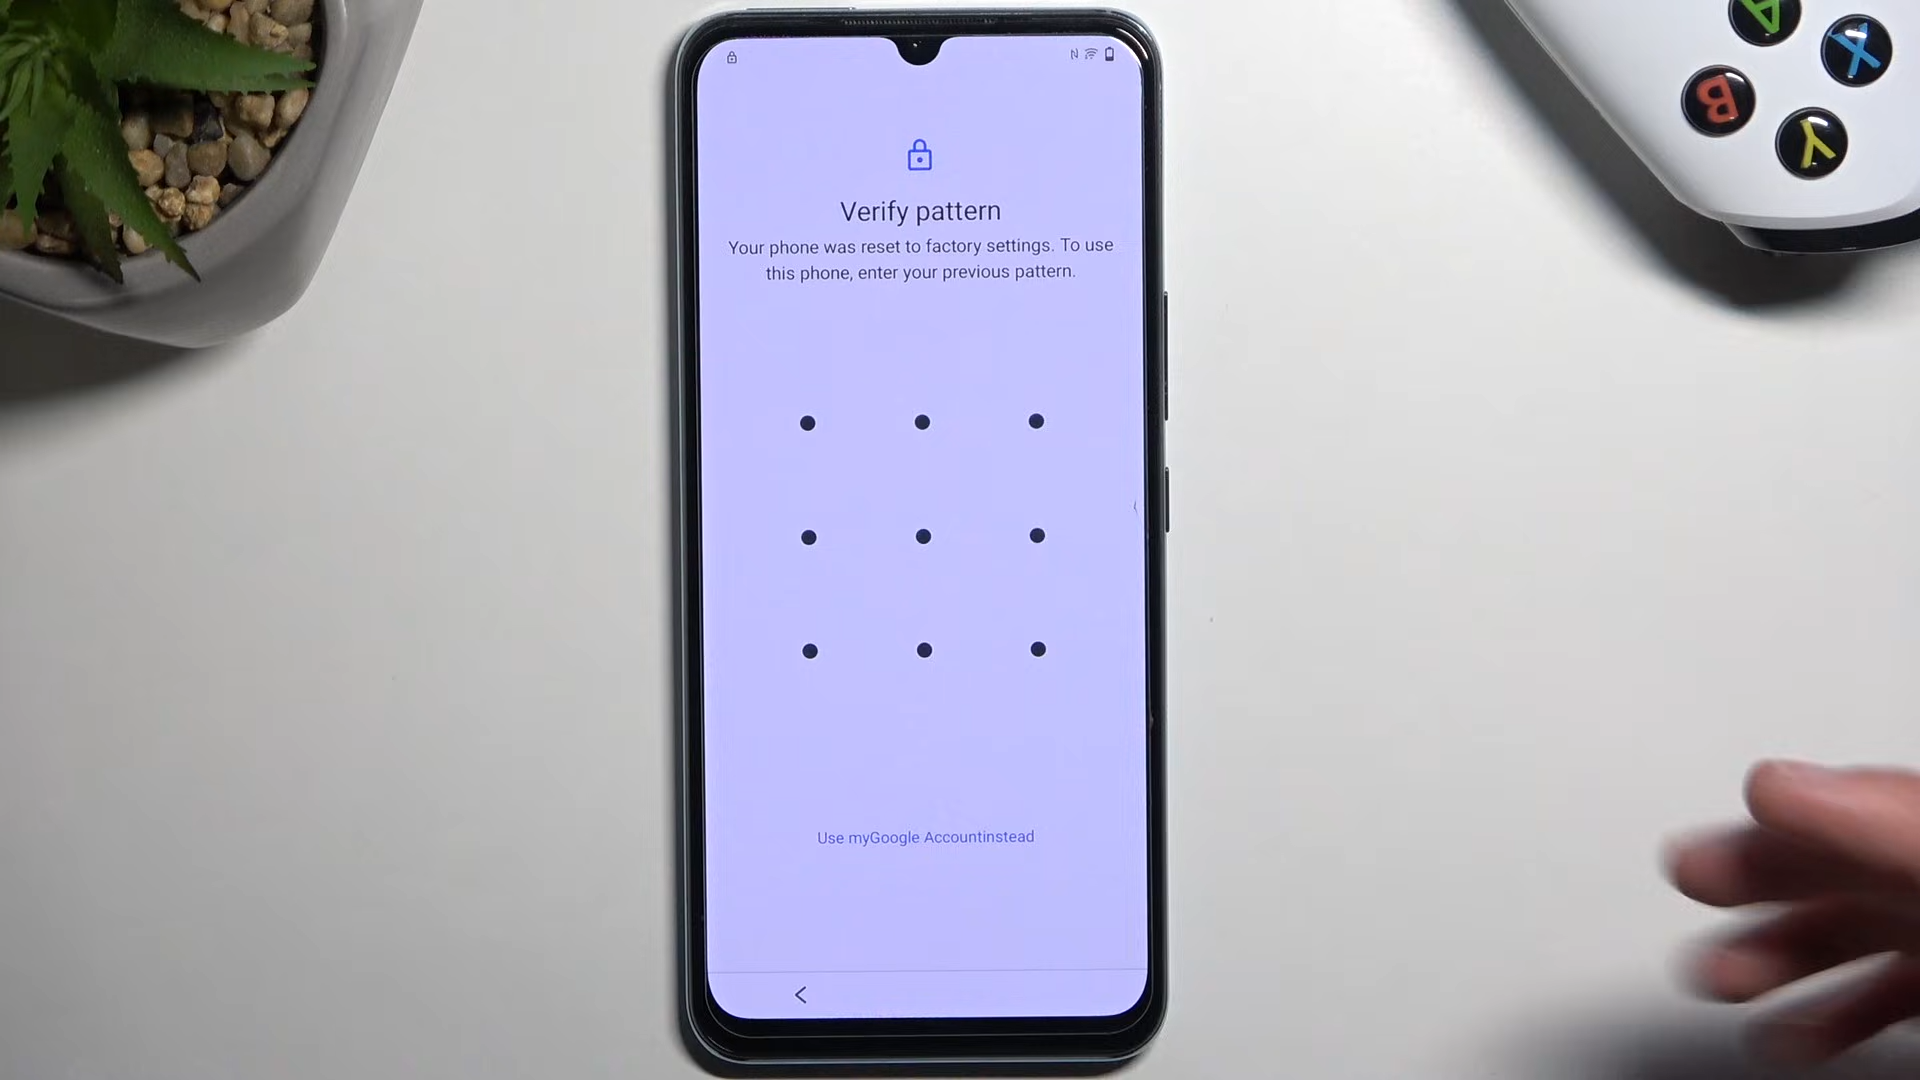 Verify pattern
Your phone was reset to factory settings. To use
this phone, enter your previous pattern.
Use myGoogle Accountinstead
A
X
B
Y